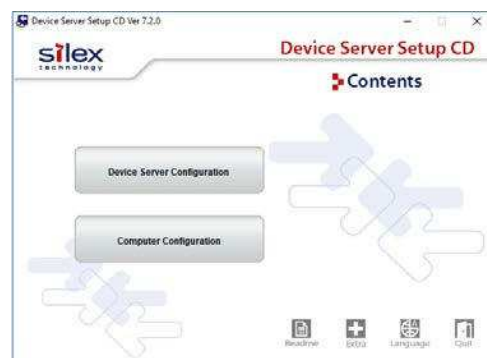 Device Server Setup CD Ver 7.2.0
silex
technology
Device Server Setup CD
Contents
Device Server Configuration
Computer Configuration
Readme
Extra
Language
Quit